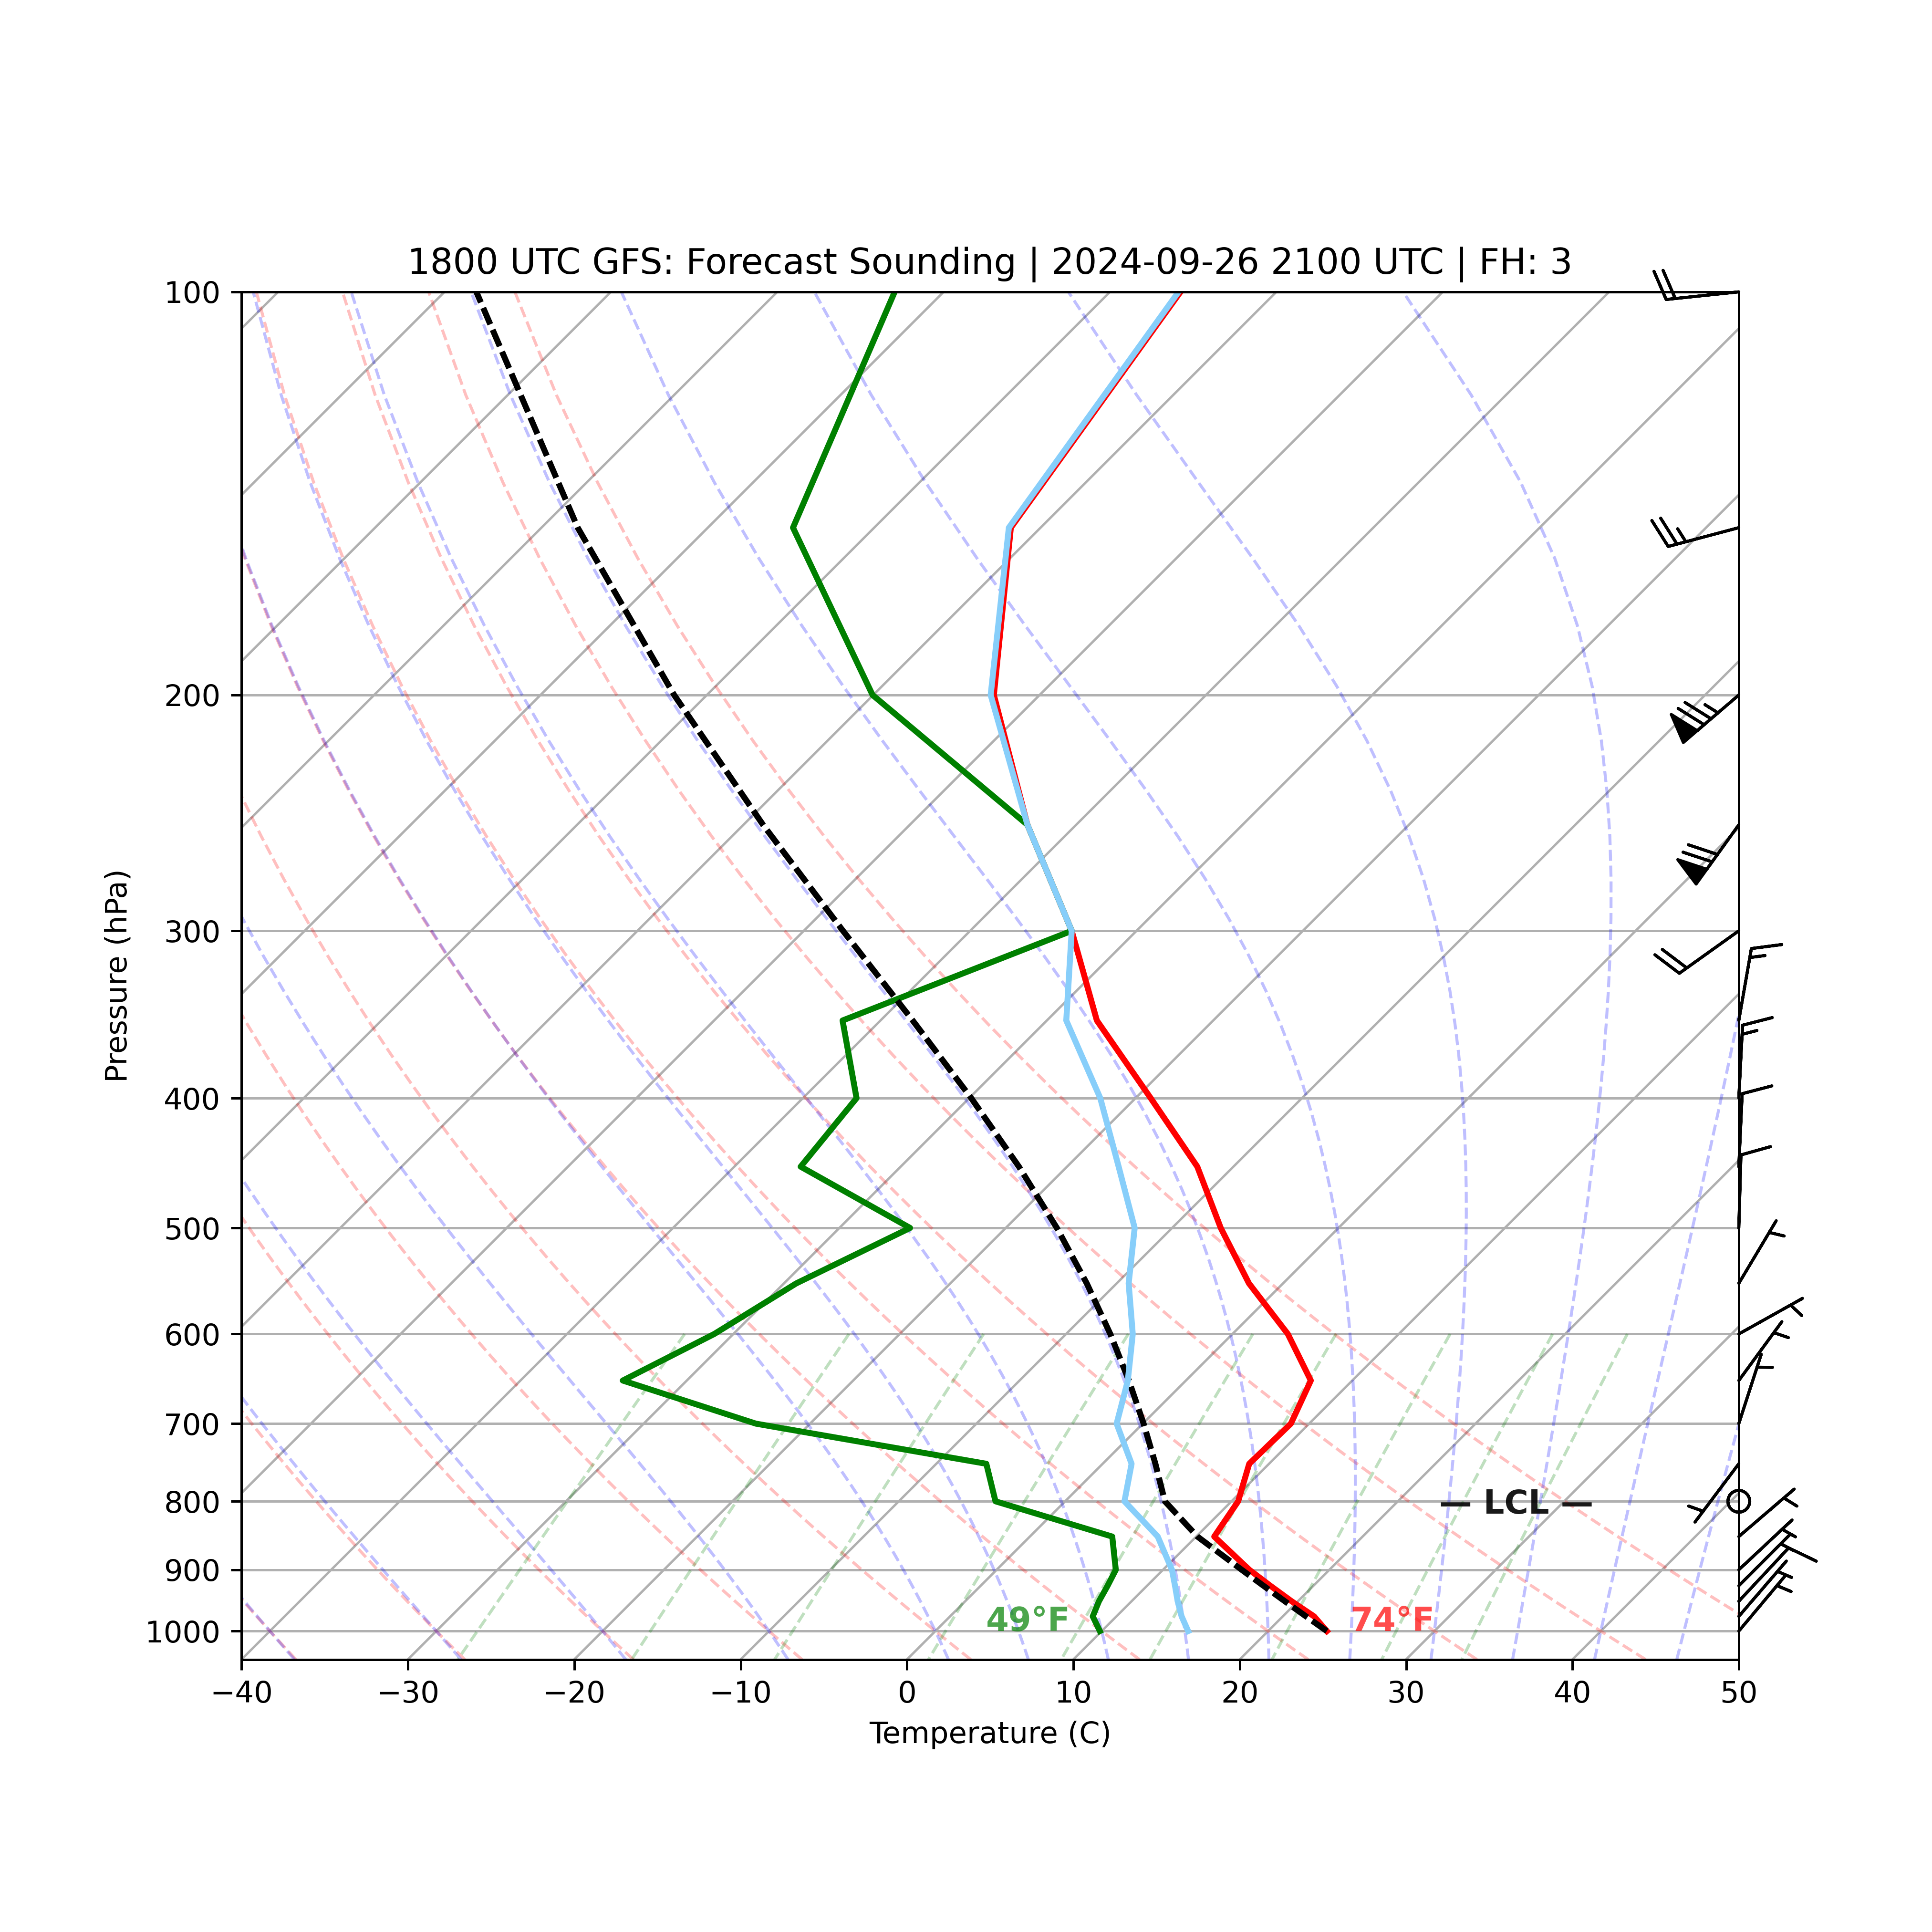 1800 UTC GFS: Forecast Sounding | 2024-09-26 2100 UTC | FH: 3
100
200
300
400
500
600
700
800
900
1000
Pressure (hPa)
— LCL —
49°F
74°F
−40 −30 −20 −10 0 10 20 30 40 50
Temperature (C)